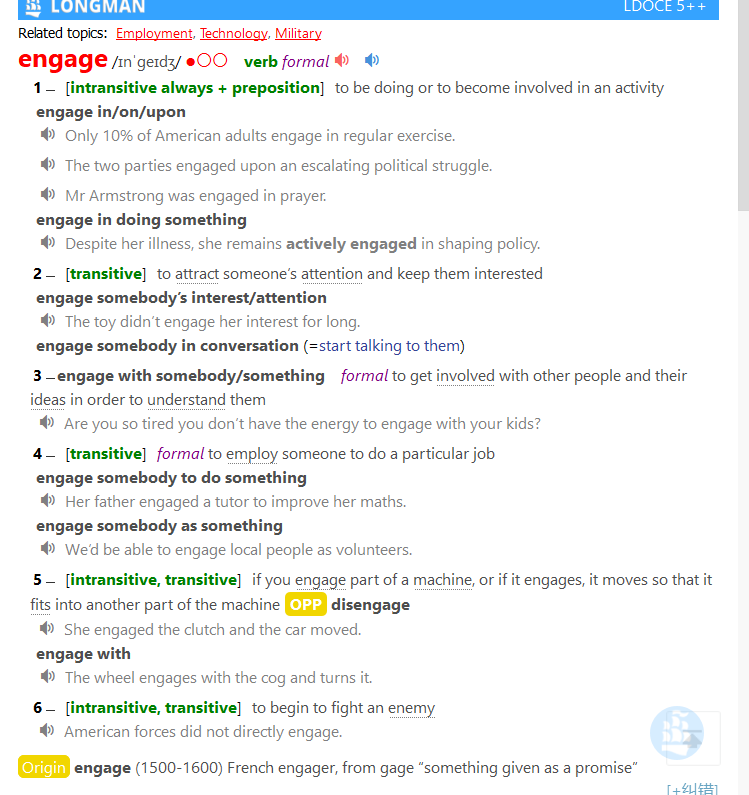 LONGMAN LDOCE 5++
Related topics: Employment, Technology, Military
engage /ɪnˈɡeɪdʒ/ ●○○ verb formal
1 – [intransitive always + preposition] to be doing or to become involved in an activity
engage in/on/upon
Only 10% of American adults engage in regular exercise.
The two parties engaged upon an escalating political struggle.
Mr Armstrong was engaged in prayer.
engage in doing something
Despite her illness, she remains actively engaged in shaping policy.
2 – [transitive] to attract someone’s attention and keep them interested
engage somebody’s interest/attention
The toy didn’t engage her interest for long.
engage somebody in conversation (=start talking to them)
3 – engage with somebody/something formal to get involved with other people and their
ideas in order to understand them
Are you so tired you don’t have the energy to engage with your kids?
4 – [transitive] formal to employ someone to do a particular job
engage somebody to do something
Her father engaged a tutor to improve her maths.
engage somebody as something
We’d be able to engage local people as volunteers.
5 – [intransitive, transitive] if you engage part of a machine, or if it engages, it moves so that it
fits into another part of the machine OPP disengage
She engaged the clutch and the car moved.
engage with
The wheel engages with the cog and turns it.
6 – [intransitive, transitive] to begin to fight an enemy
American forces did not directly engage.
Origin engage (1500-1600) French engager, from gage “something given as a promise”
[+纠错]